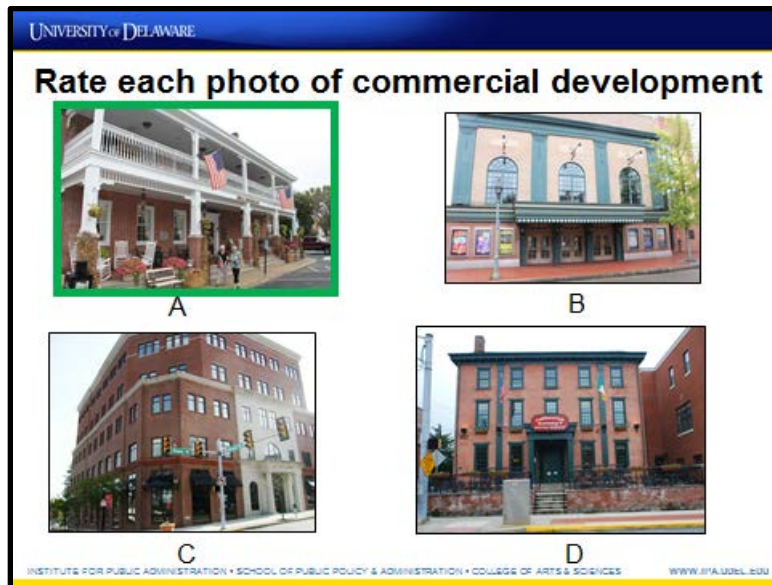 UNIVERSITY OF DELAWARE
Rate each photo of commercial development
A
B
C
D
INSTITUTE FOR PUBLIC ADMINISTRATION • SCHOOL OF PUBLIC POLICY & ADMINISTRATION • COLLEGE OF ARTS & SCIENCES
WWW.IPA.UDEL.EDU